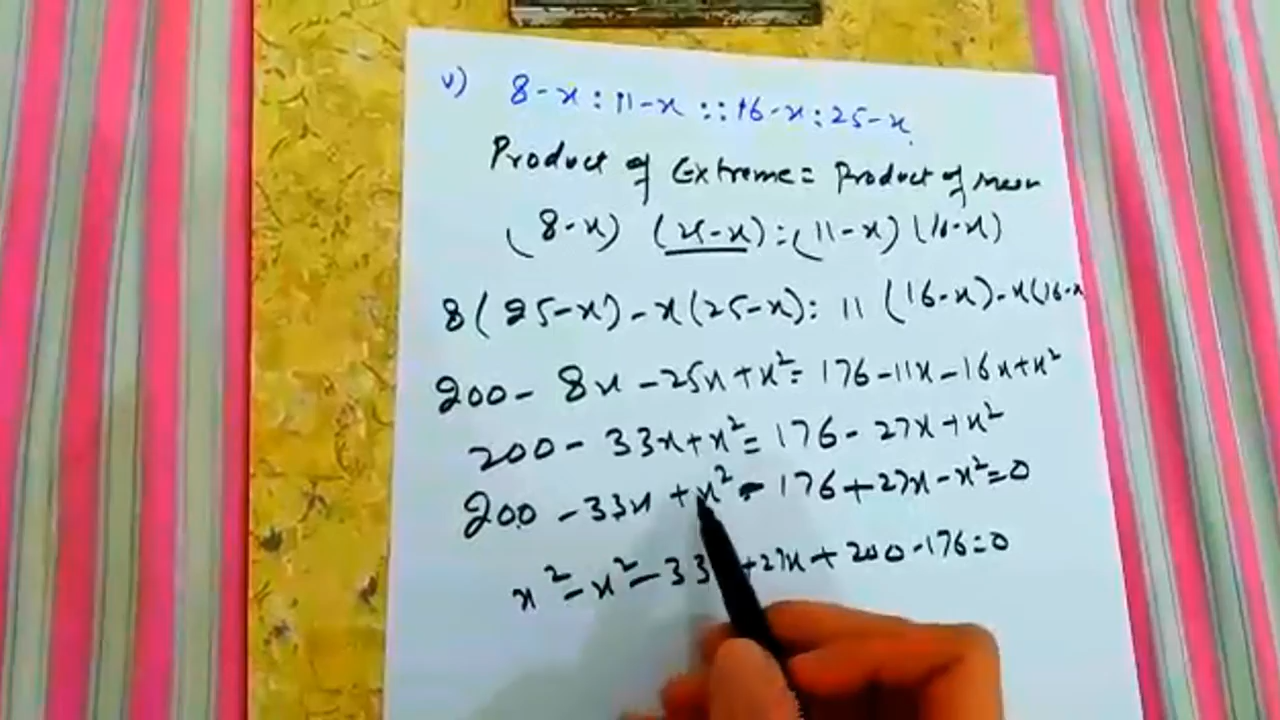 v) 8-x:11-x::16-x:25-x
Product of Extreme = Product of mean
(8-x) (25-x) = (11-x) (16-x)
8(25-x)-x(25-x) = 11(16-x)-x(16-x
200-8x-25x+x²=176-11x-16x+x²
200-33x+x²=176-27x+x²
200-33x+x²-176+27x-x²=0
x²-x²-33 +27x+200-176=0